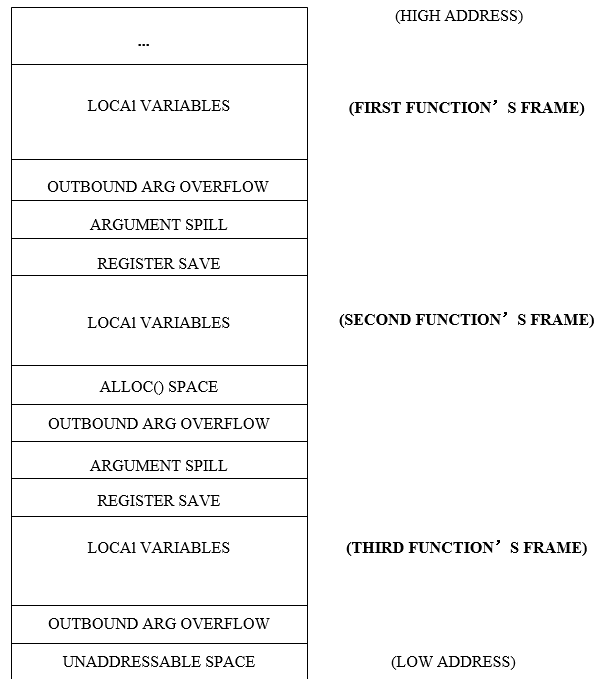 (HIGH ADDRESS)
...
LOCAl VARIABLES
(FIRST FUNCTION’S FRAME)
OUTBOUND ARG OVERFLOW
ARGUMENT SPILL
REGISTER SAVE
LOCAl VARIABLES
(SECOND FUNCTION’S FRAME)
ALLOC() SPACE
OUTBOUND ARG OVERFLOW
ARGUMENT SPILL
REGISTER SAVE
LOCAl VARIABLES
(THIRD FUNCTION’S FRAME)
OUTBOUND ARG OVERFLOW
UNADDRESSABLE SPACE
(LOW ADDRESS)